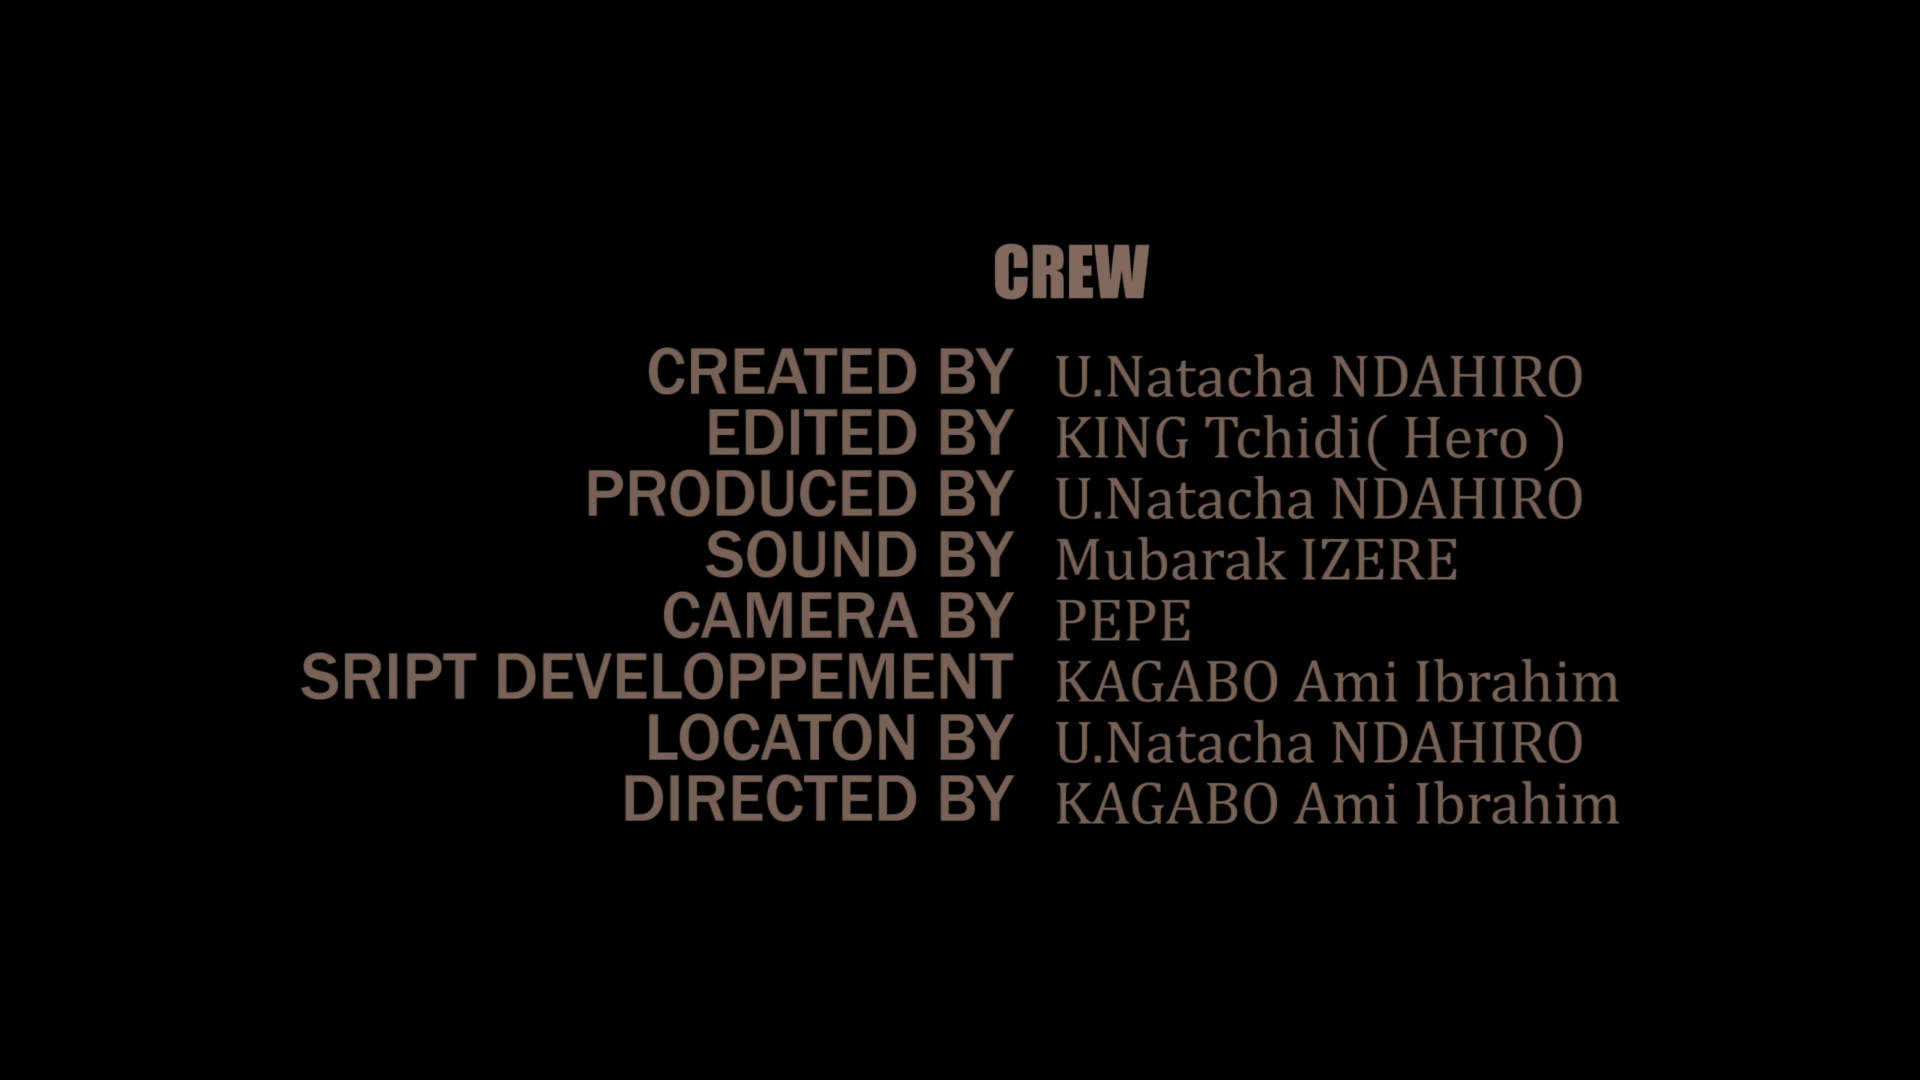 CREW
CREATED BY U.Natacha NDAHIRO
EDITED BY KING Tchidi( Hero )
PRODUCED BY U.Natacha NDAHIRO
SOUND BY Mubarak IZERE
CAMERA BY PEPE
SRIPT DEVELOPPEMENT KAGABO Ami Ibrahim
LOCATON BY U.Natacha NDAHIRO
DIRECTED BY KAGABO Ami Ibrahim